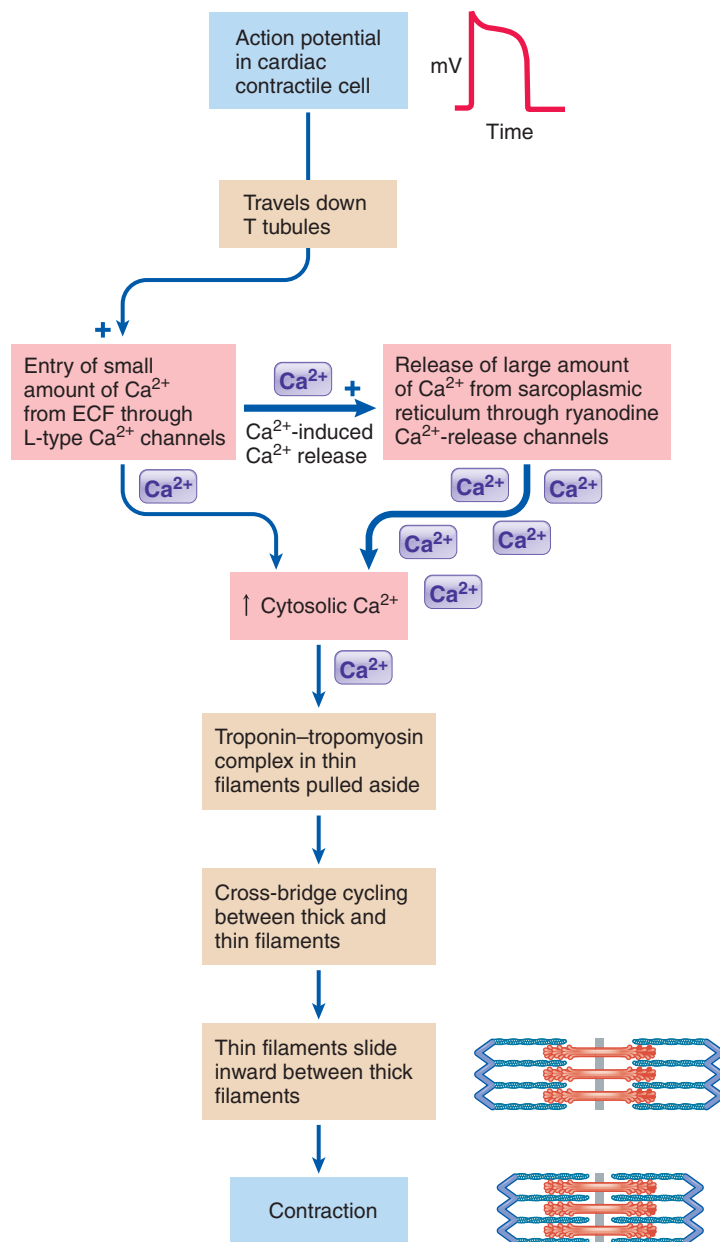 Action potential
in cardiac
contractile cell
mV
Time
Travels down
T tubules
+
Entry of small
amount of Ca²⁺
from ECF through
L-type Ca²⁺ channels
Ca²⁺
+
Ca²⁺-induced
Ca²⁺ release
Release of large amount
of Ca²⁺ from sarcoplasmic
reticulum through ryanodine
Ca²⁺-release channels
Ca²⁺
Ca²⁺
Ca²⁺
Ca²⁺
Ca²⁺
↑ Cytosolic Ca²⁺
Ca²⁺
Ca²⁺
Troponin–tropomyosin
complex in thin
filaments pulled aside
Cross-bridge cycling
between thick and
thin filaments
Thin filaments slide
inward between thick
filaments
Contraction